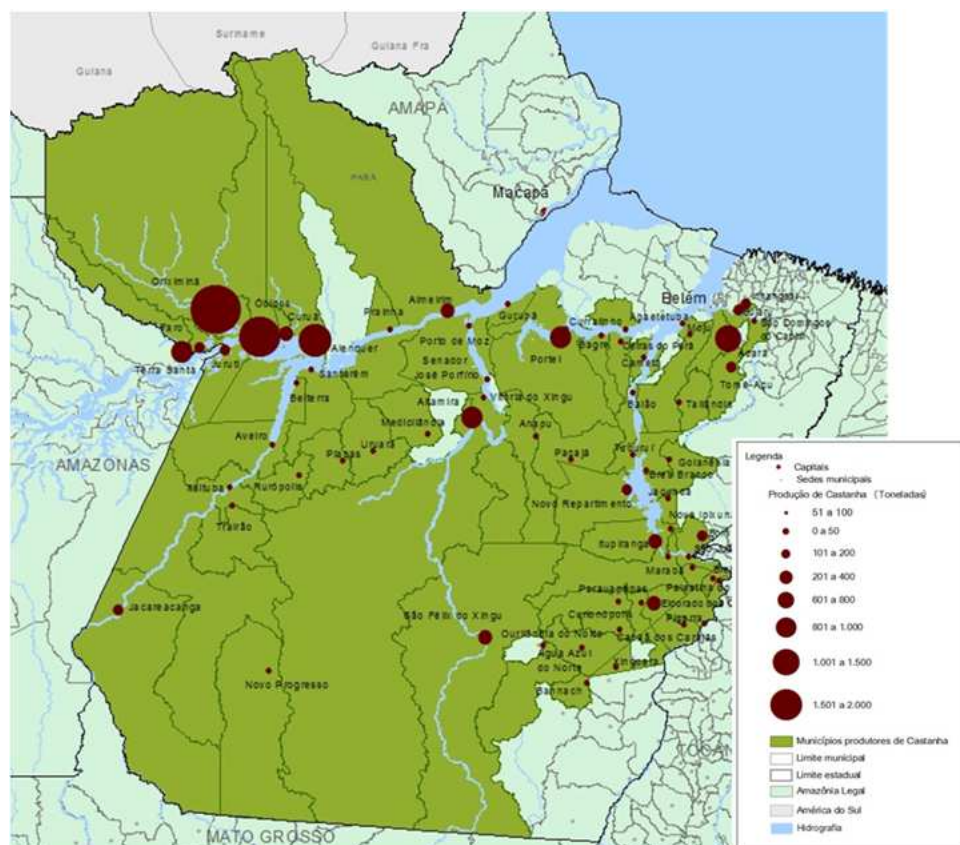 Suriname
Guiana Fra
Guiana
AMAPÁ
PARÁ
Macapá
Oriximiná
Óbidos
Curuá
Faro
Terra Santa
Juruti
Alenquer
Prainha
Almeirim
Porto de Moz
Gurupá
Curralinho
Belém
São Domingos
Moju
Acará
Tomé-Açu
Portel
Bagre
Oeiras do Pará
Cametá
Santarém
Belterra
Senador
José Porfírio
Vitória do Xingu
Altamira
Medicilândia
Baião
Tailândia
Aveiro
Uruará
Placas
Anapu
Pacajá
Tucuruí
Goianésia
Breu Branco
AMAZONAS
Itaituba
Rurópolis
Trairão
Novo Repartimento
Jacundá
Nova Ipixuna
Itupiranga
Marabá
Jacareacanga
Parauapebas
Palestina do
Eldorado dos C
Curionópolis
Piçarra
Canaã dos Carajás
São Félix do Xingu
Ourilândia do Norte
Água Azul
do Norte
Xinguara
Bannach
Novo Progresso
MATO GROSSO
TOCAN
Legenda
Capitais
Sedes municipais
Produção de Castanha (Toneladas)
51 a 100
0 a 50
101 a 200
201 a 400
601 a 800
801 a 1.000
1.001 a 1.500
1.501 a 2.000
Municípios produtores de Castanha
Limite municipal
Limite estadual
Amazônia Legal
América do Sul
Hidrografia